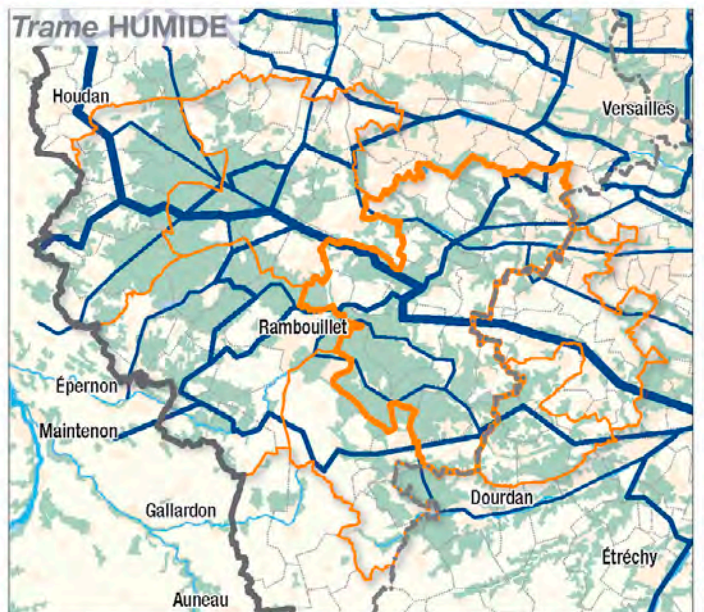 Trame HUMIDE
Houdan
Versailles
Rambouillet
Épernon
Maintenon
Gallardon
Dourdan
Étréchy
Auneau